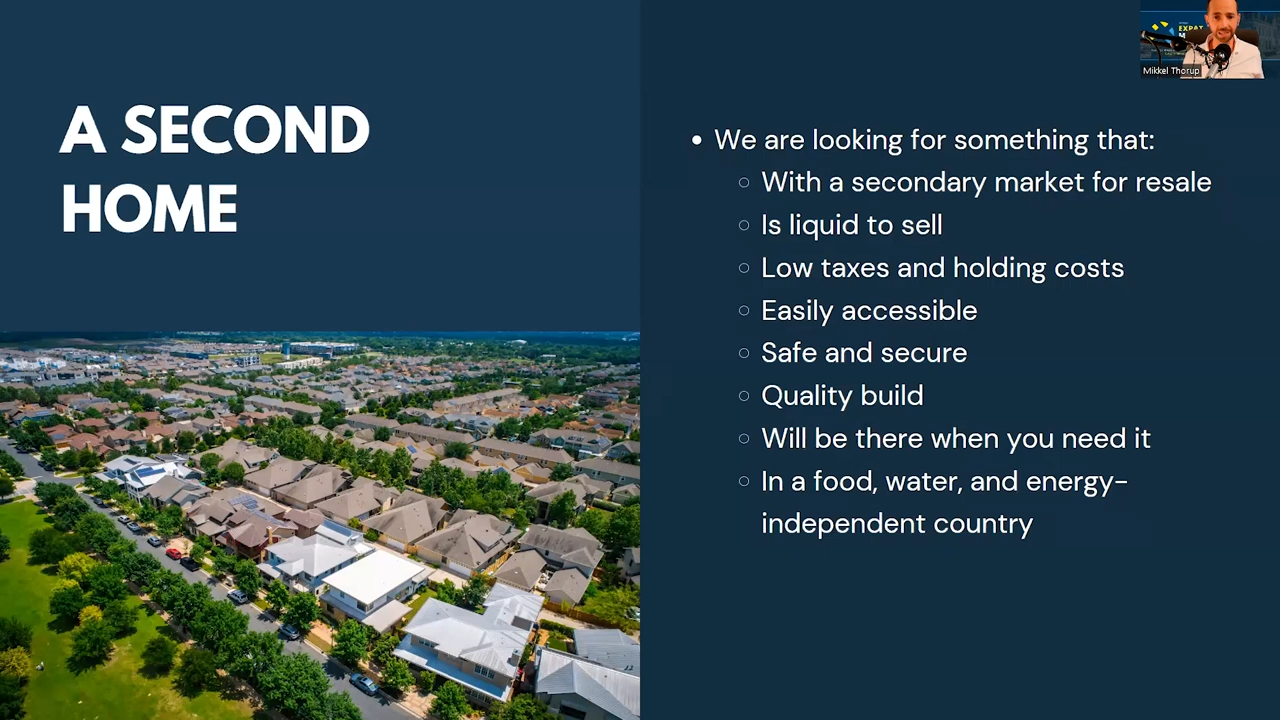 A SECOND
HOME
• We are looking for something that:
○ With a secondary market for resale
○ Is liquid to sell
○ Low taxes and holding costs
○ Easily accessible
○ Safe and secure
○ Quality build
○ Will be there when you need it
○ In a food, water, and energy-
independent country
EXPAT
Mikkel Thorup